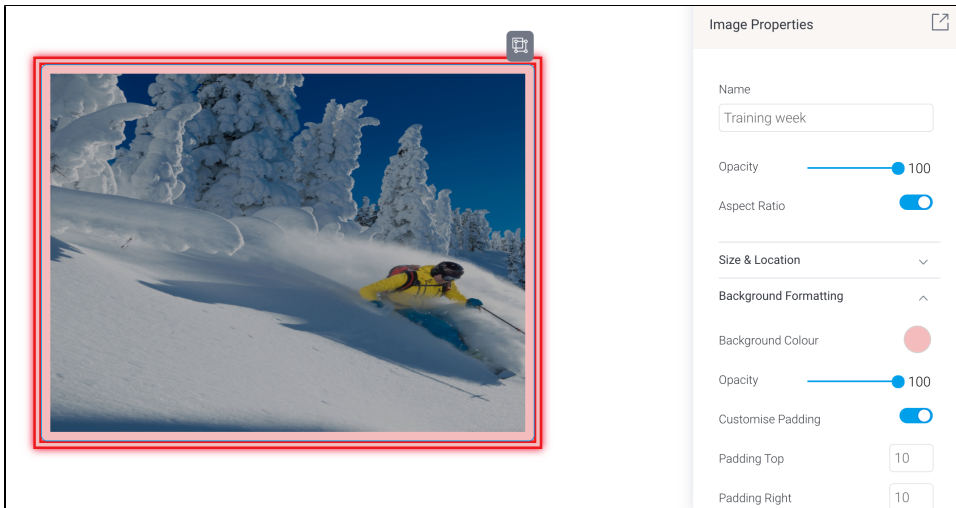 Image Properties
Name
Training week
Opacity 100
Aspect Ratio
Size & Location
Background Formatting
Background Colour
Opacity 100
Customise Padding
Padding Top 10
Padding Right 10